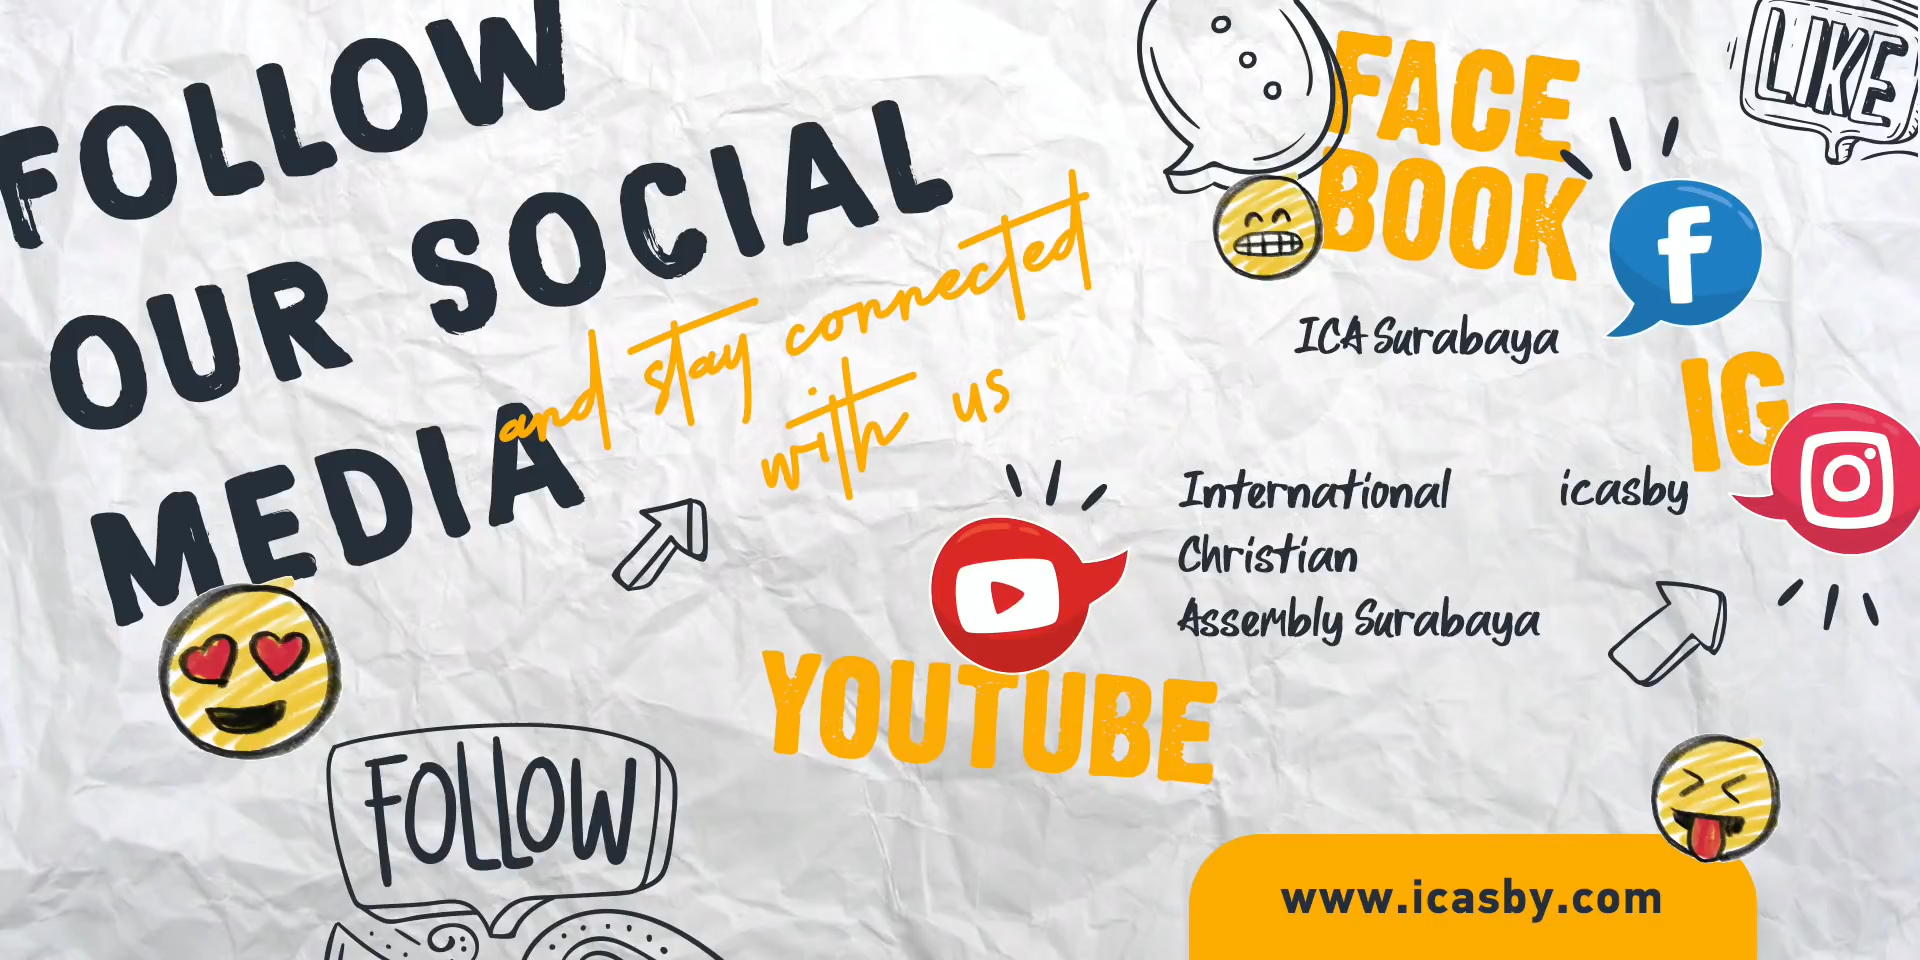 FOLLOW
OUR SOCIAL
MEDIA
and stay connected
with us
FACE
BOOK
ICA Surabaya
LIKE
IG
icasby
International
Christian
Assembly Surabaya
YOUTUBE
FOLLOW
www.icasby.com